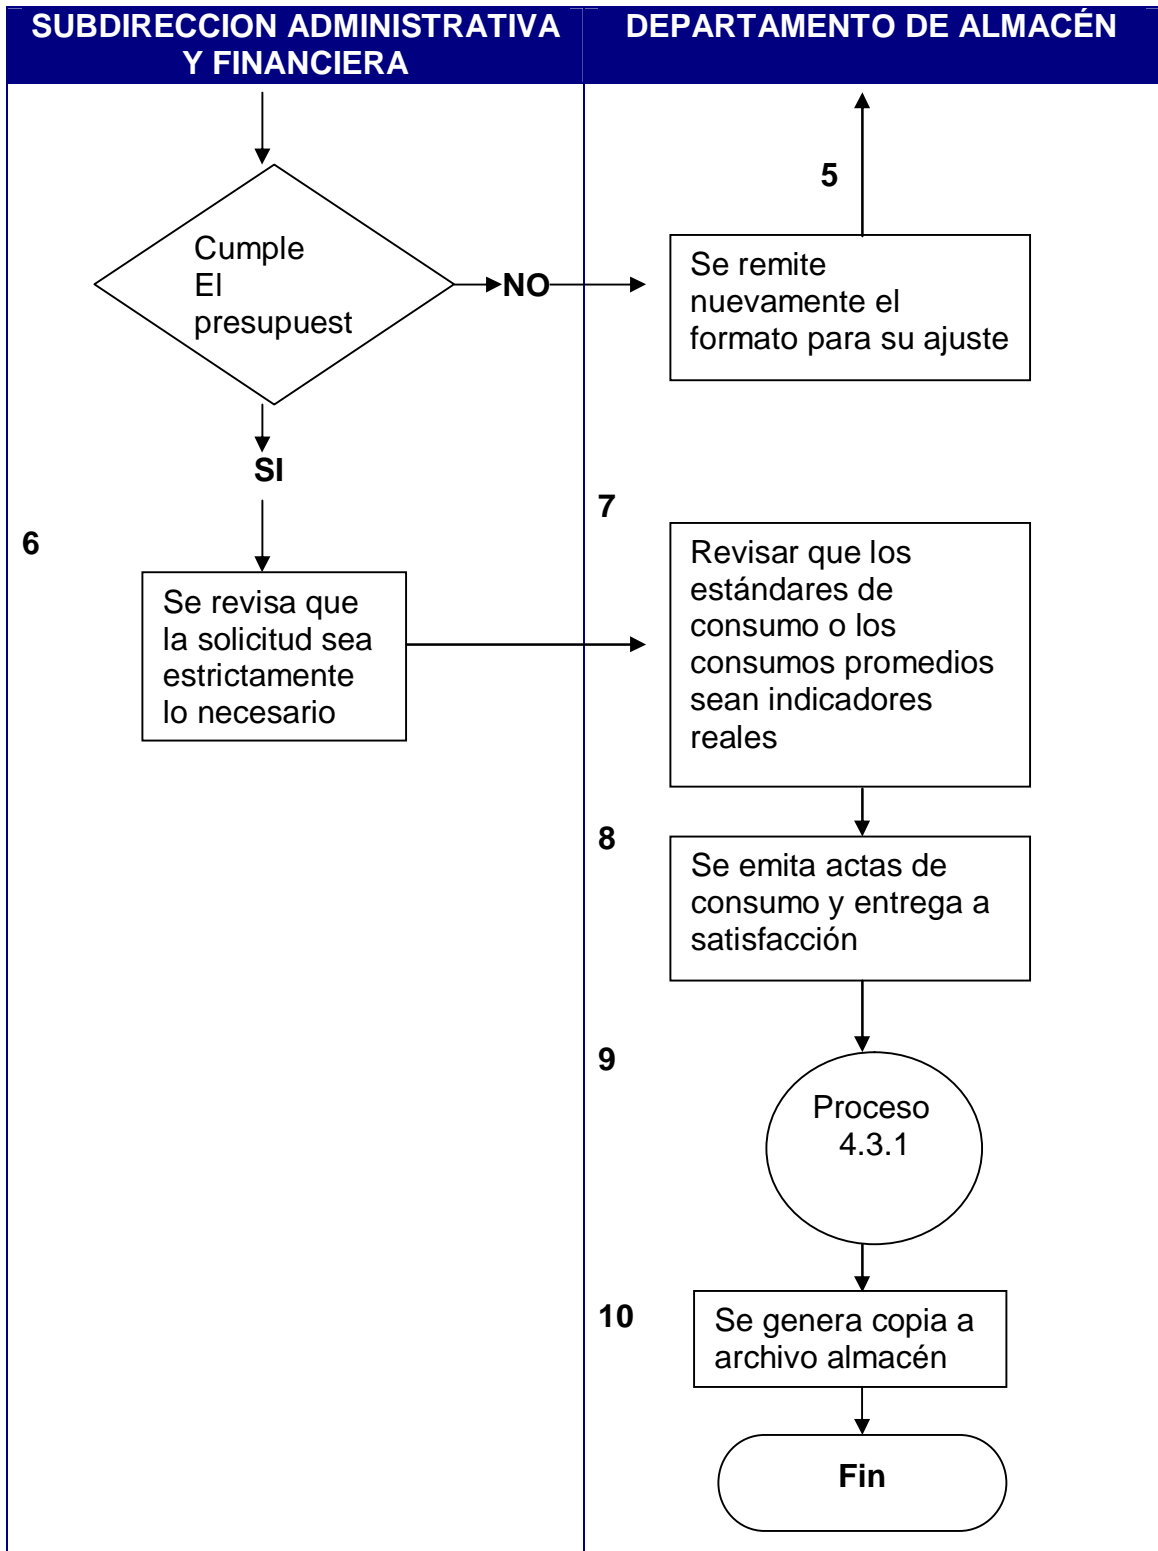 SUBDIRECCION ADMINISTRATIVA
Y FINANCIERA
DEPARTAMENTO DE ALMACÉN
5
Cumple
El
presupuest
NO
Se remite
nuevamente el
formato para su ajuste
SI
6
Se revisa que
la solicitud sea
estrictamente
lo necesario
7
Revisar que los
estándares de
consumo o los
consumos promedios
sean indicadores
reales
8
Se emita actas de
consumo y entrega a
satisfacción
9
Proceso
4.3.1
10
Se genera copia a
archivo almacén
Fin